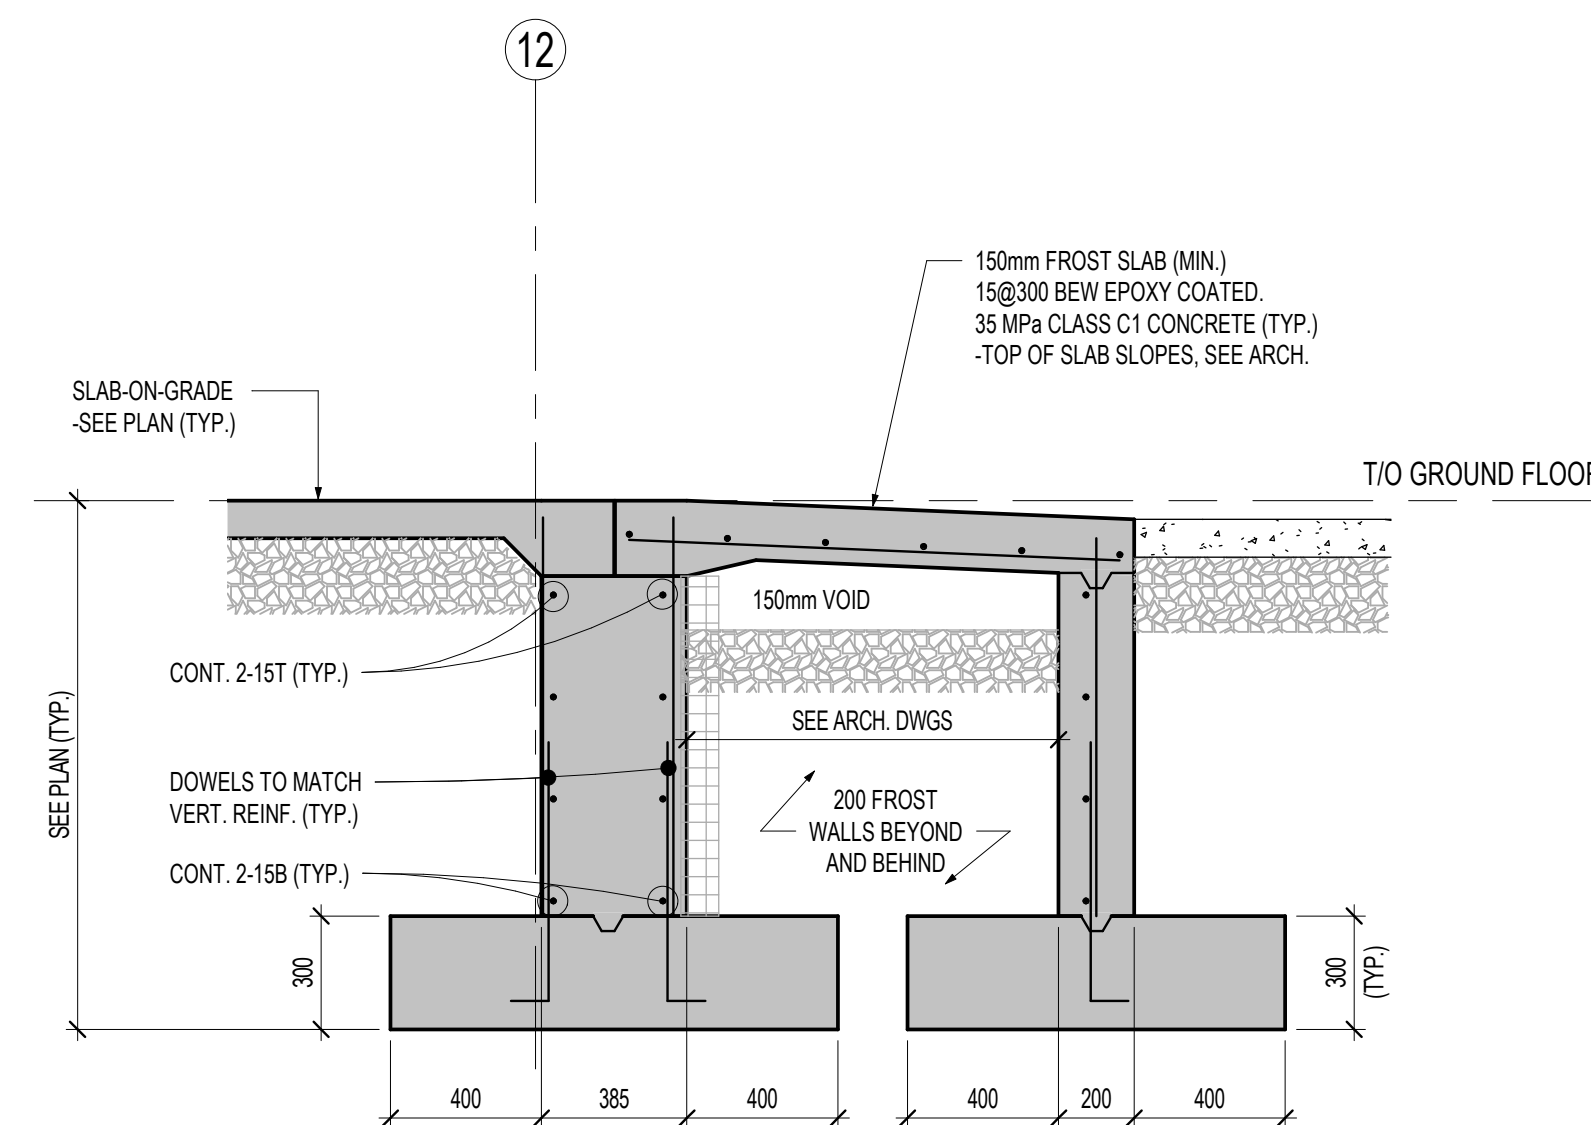 12
150mm FROST SLAB (MIN.)
15@300 BEW EPOXY COATED.
35 MPa CLASS C1 CONCRETE (TYP.)
-TOP OF SLAB SLOPES, SEE ARCH.
SLAB-ON-GRADE
-SEE PLAN (TYP.)
T/O GROUND FLOOR
150mm VOID
CONT. 2-15T (TYP.)
SEE ARCH. DWGS
SEE PLAN (TYP.)
DOWELS TO MATCH
VERT. REINF. (TYP.)
200 FROST
WALLS BEYOND
AND BEHIND
CONT. 2-15B (TYP.)
300
300
(TYP.)
400
385
400
400
200
400